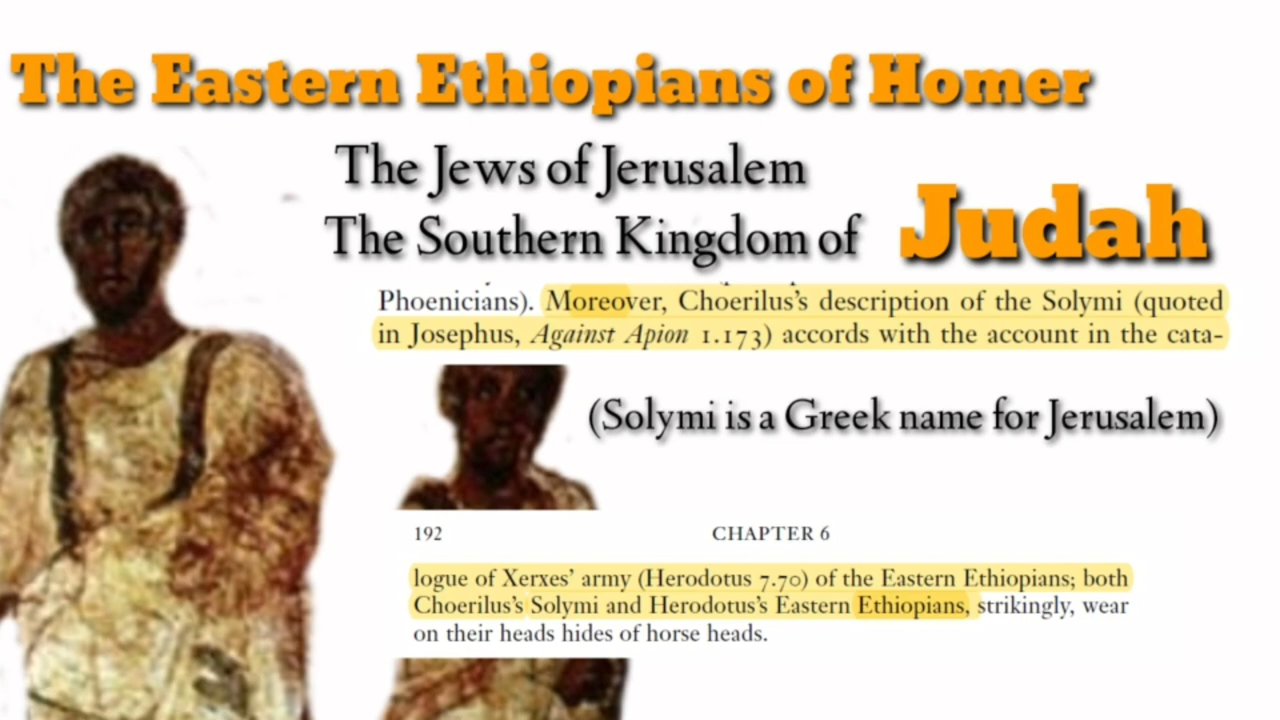 The Eastern Ethiopians of Homer
The Jews of Jerusalem
The Southern Kingdom of Judah
Phoenicians). Moreover, Choerilus's description of the Solymi (quoted
in Josephus, Against Apion 1.173) accords with the account in the cata-
(Solymi is a Greek name for Jerusalem)
192 CHAPTER 6
logue of Xerxes' army (Herodotus 7.70) of the Eastern Ethiopians; both
Choerilus's Solymi and Herodotus's Eastern Ethiopians, strikingly, wear
on their heads hides of horse heads.